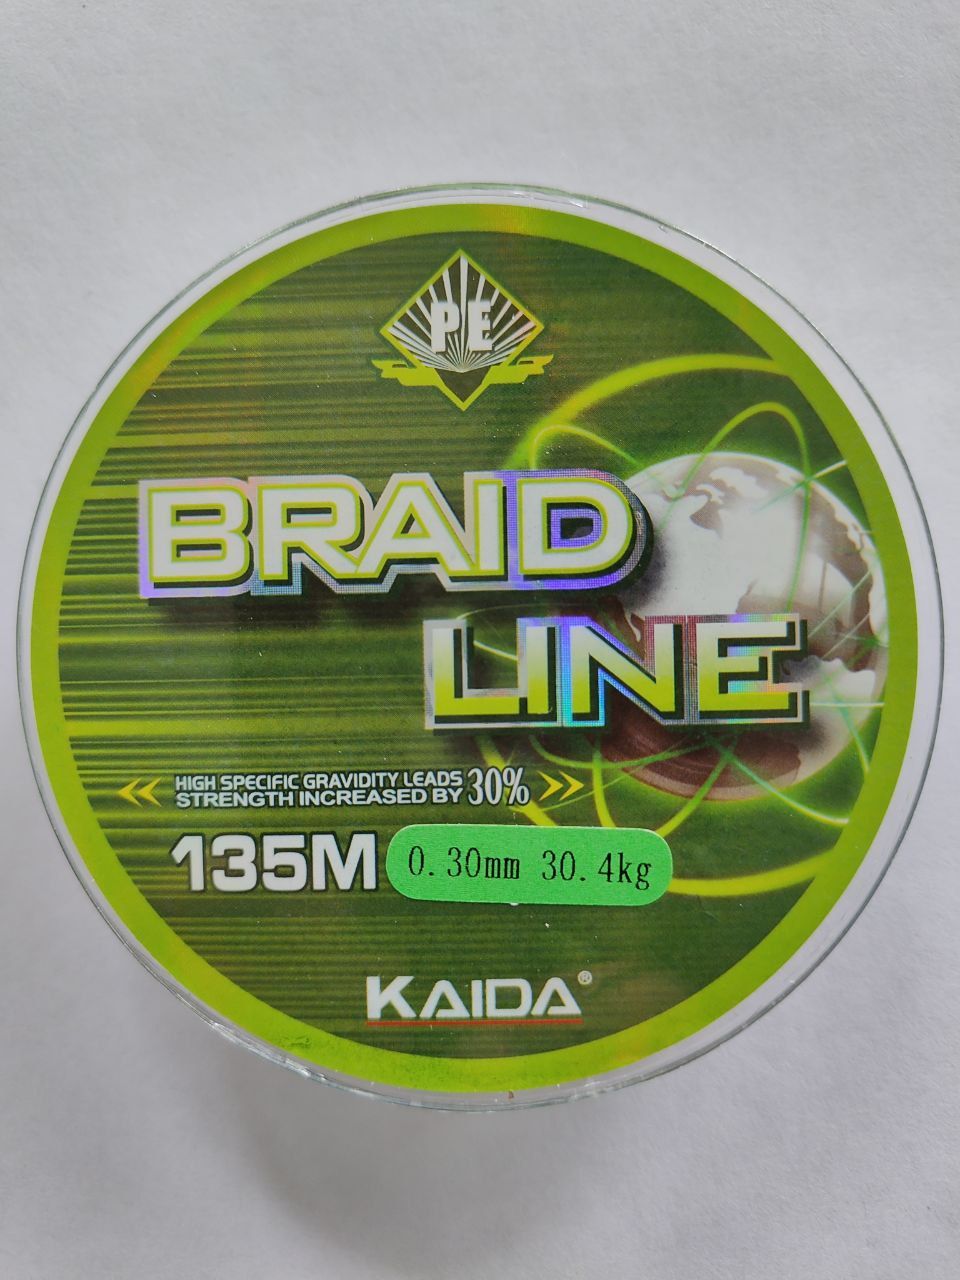 PE
BRAID
LINE
HIGH SPECIFIC GRAVIDITY LEADS
STRENGTH INCREASED BY 30%
135M
0.30mm 30.4kg
KAIDA®